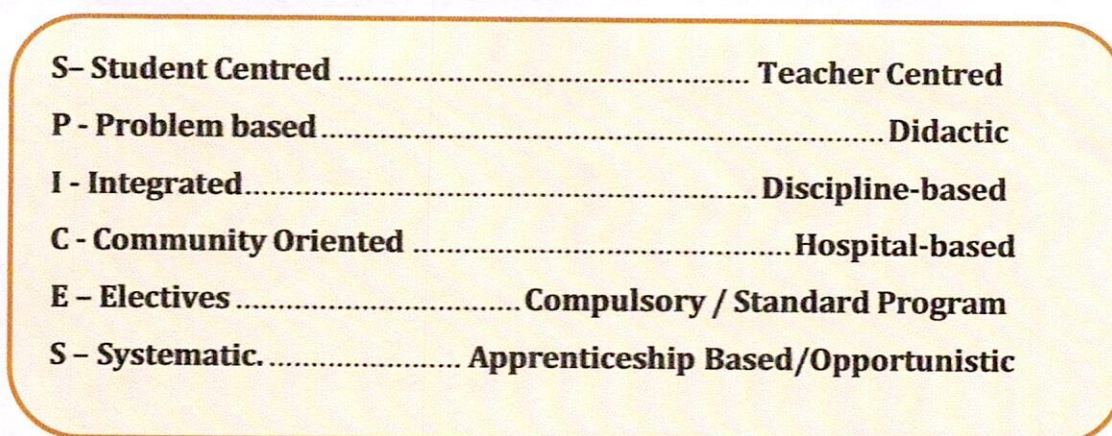 S– Student Centred ........................................................... Teacher Centred
P - Problem based................................................................................. Didactic
I - Integrated.......................................................................... Discipline-based
C - Community Oriented ...................................................... Hospital-based
E – Electives ......................................... Compulsory / Standard Program
S – Systematic. ........................... Apprenticeship Based/Opportunistic